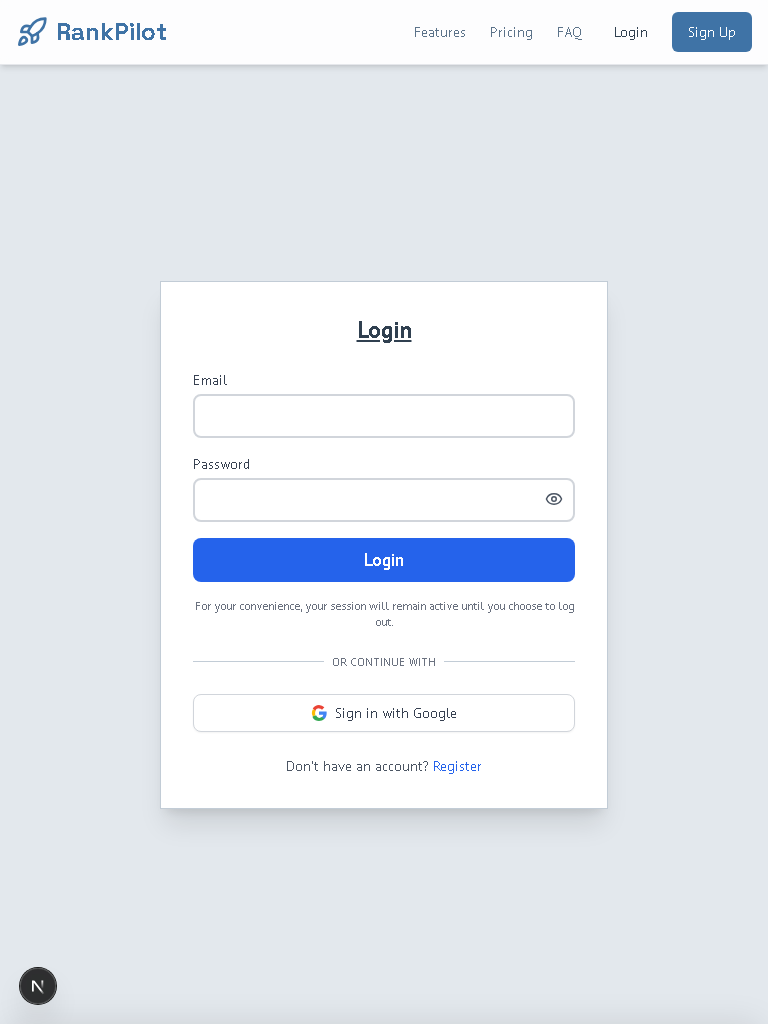 RankPilot
Features
Pricing
FAQ
Login
Sign Up
Login
Email
Password
Login
For your convenience, your session will remain active until you choose to log
out.
OR CONTINUE WITH
Sign in with Google
Don't have an account? Register
N